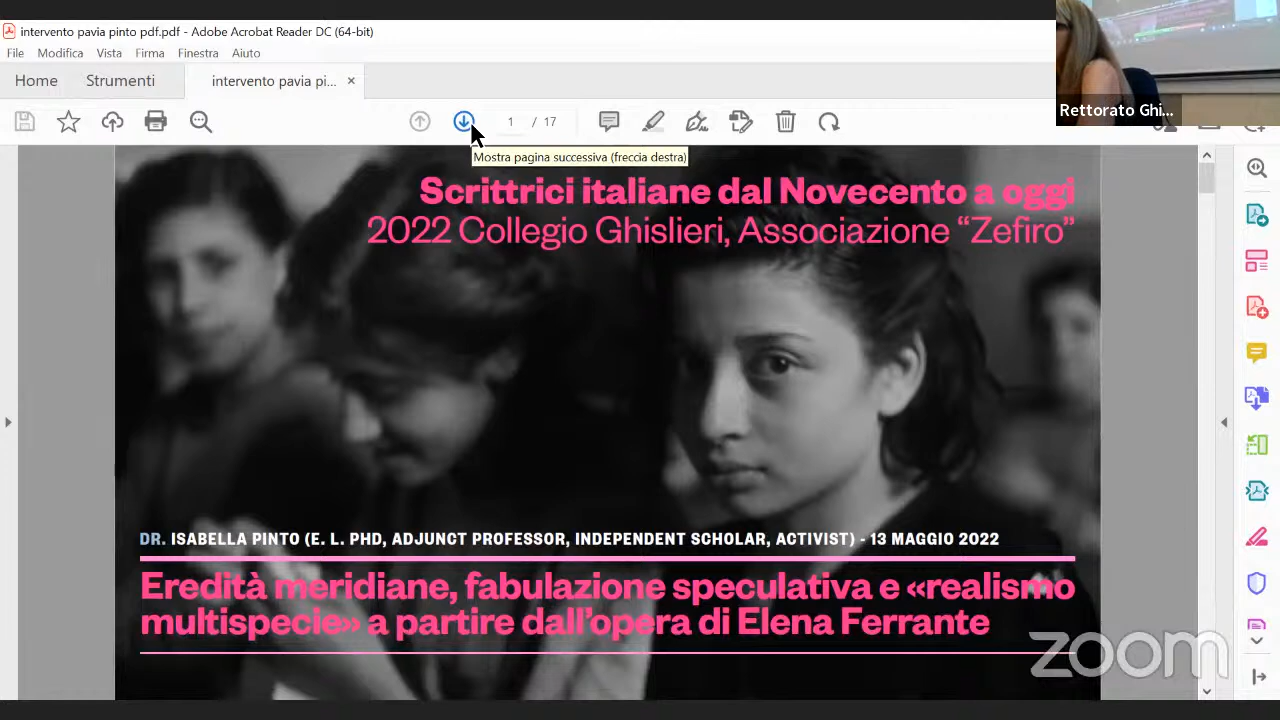 intervento pavia pinto pdf.pdf - Adobe Acrobat Reader DC (64-bit)
File Modifica Vista Firma Finestra Aiuto
Home Strumenti intervento pavia pi... ×
1 / 17
Mostra pagina successiva (freccia destra)
Rettorato Ghi...
Scrittrici italiane dal Novecento a oggi
2022 Collegio Ghislieri, Associazione “Zefiro”
DR. ISABELLA PINTO (E. L. PHD, ADJUNCT PROFESSOR, INDEPENDENT SCHOLAR, ACTIVIST) - 13 MAGGIO 2022
Eredità meridiane, fabulazione speculativa e «realismo
multispecie» a partire dall’opera di Elena Ferrante
zoom